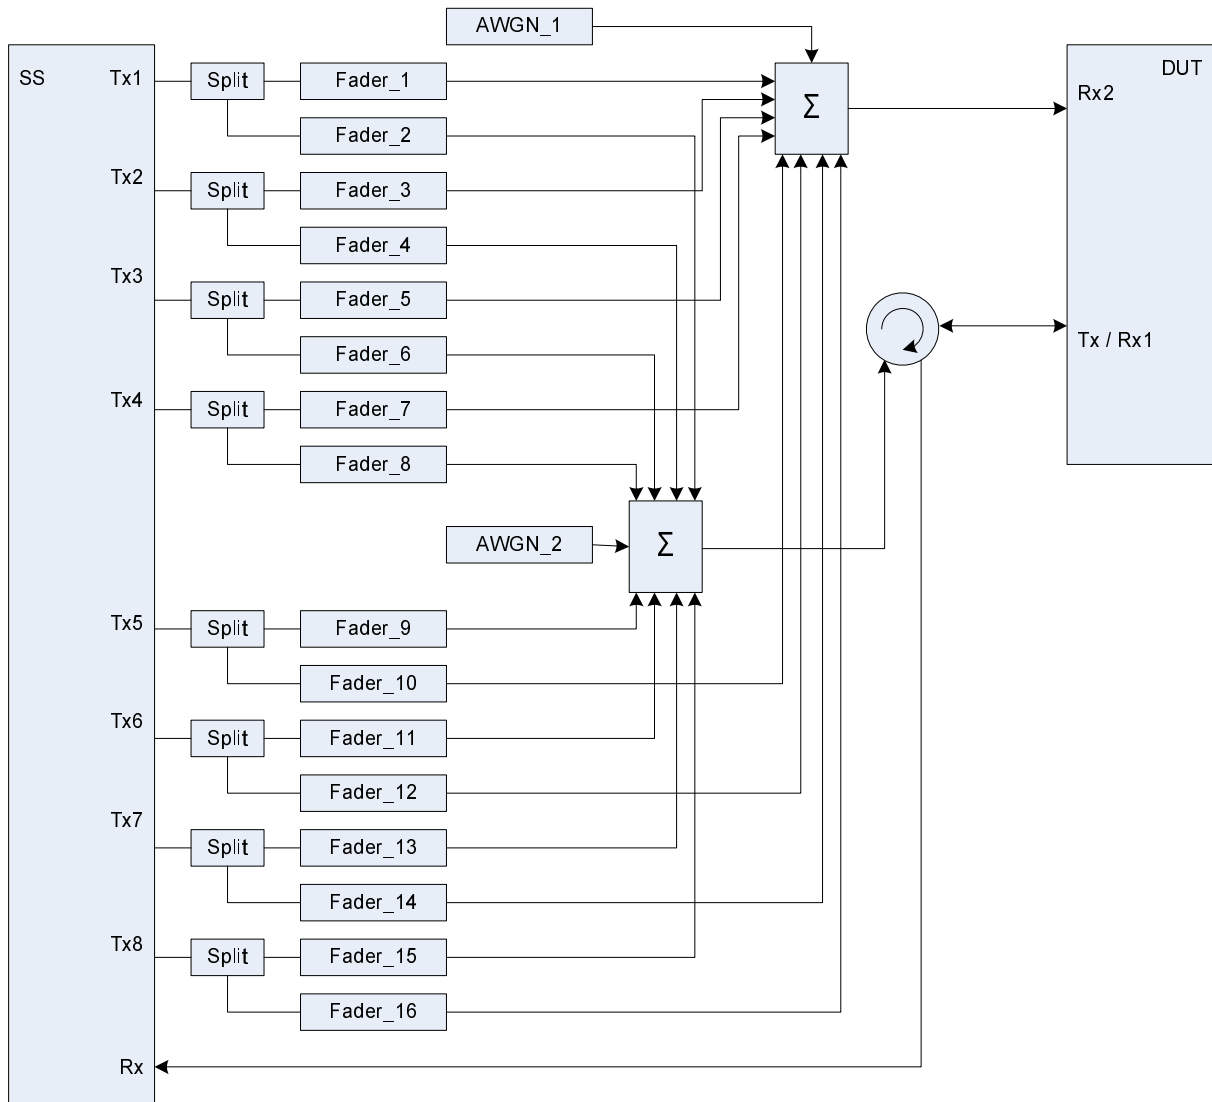 AWGN_1
SS
Tx1
Split
Fader_1
Σ
DUT
Rx2
Fader_2
Tx2
Split
Fader_3
Fader_4
Tx3
Split
Fader_5
Fader_6
Tx / Rx1
Tx4
Split
Fader_7
Fader_8
AWGN_2
Σ
Tx5
Split
Fader_9
Fader_10
Tx6
Split
Fader_11
Fader_12
Tx7
Split
Fader_13
Fader_14
Tx8
Split
Fader_15
Fader_16
Rx